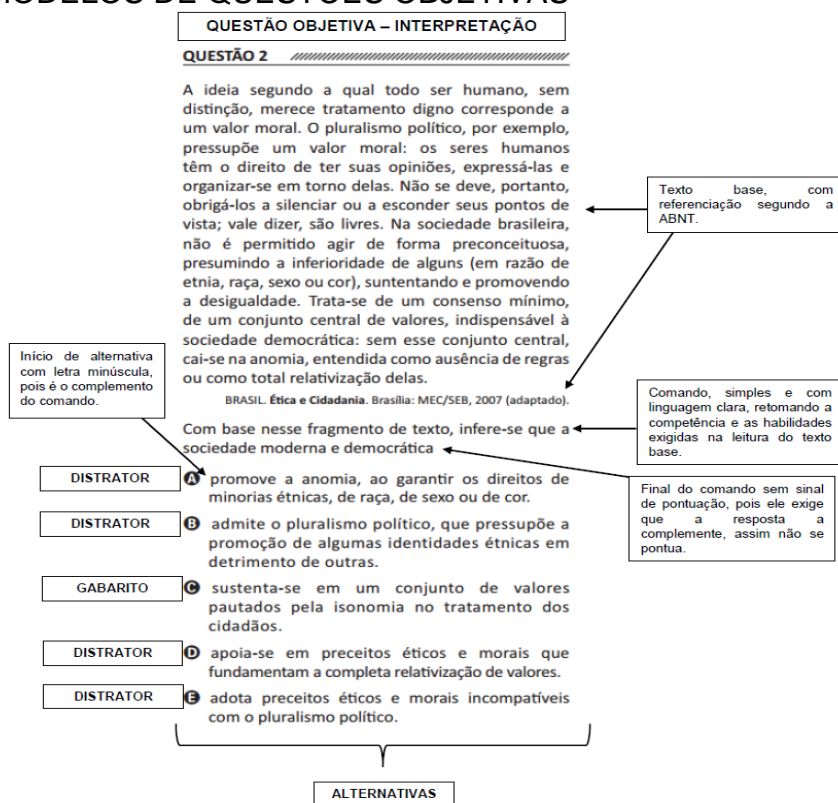 MODELOS DE QUESTÕES OBJETIVAS
QUESTÃO OBJETIVA – INTERPRETAÇÃO
QUESTÃO 2
A ideia segundo a qual todo ser humano, sem
distinção, merece tratamento digno corresponde a
um valor moral. O pluralismo político, por exemplo,
pressupõe um valor moral: os seres humanos
têm o direito de ter suas opiniões, expressá-las e
organizar-se em torno delas. Não se deve, portanto,
obrigá-los a silenciar ou a esconder seus pontos de
vista; vale dizer, são livres. Na sociedade brasileira,
não é permitido agir de forma preconceituosa,
presumindo a inferioridade de alguns (em razão de
etnia, raça, sexo ou cor), suntentando e promovendo
a desigualdade. Trata-se de um consenso mínimo,
de um conjunto central de valores, indispensável à
sociedade democrática: sem esse conjunto central,
cai-se na anomia, entendida como ausência de regras
ou como total relativização delas.
BRASIL. Ética e Cidadania. Brasília: MEC/SEB, 2007 (adaptado).
Texto base, com
referenciação segundo a
ABNT.
Início de alternativa
com letra minúscula,
pois é o complemento
do comando.
Com base nesse fragmento de texto, infere-se que a
sociedade moderna e democrática
Comando, simples e com
linguagem clara, retomando a
competência e as habilidades
exigidas na leitura do texto
base.
Final do comando sem sinal
de pontuação, pois ele exige
que a resposta a
complemente, assim não se
pontua.
DISTRATOR
A promove a anomia, ao garantir os direitos de
minorias étnicas, de raça, de sexo ou de cor.
DISTRATOR
B admite o pluralismo político, que pressupõe a
promoção de algumas identidades étnicas em
detrimento de outras.
GABARITO
C sustenta-se em um conjunto de valores
pautados pela isonomia no tratamento dos
cidadãos.
DISTRATOR
D apoia-se em preceitos éticos e morais que
fundamentam a completa relativização de valores.
DISTRATOR
E adota preceitos éticos e morais incompatíveis
com o pluralismo político.
ALTERNATIVAS